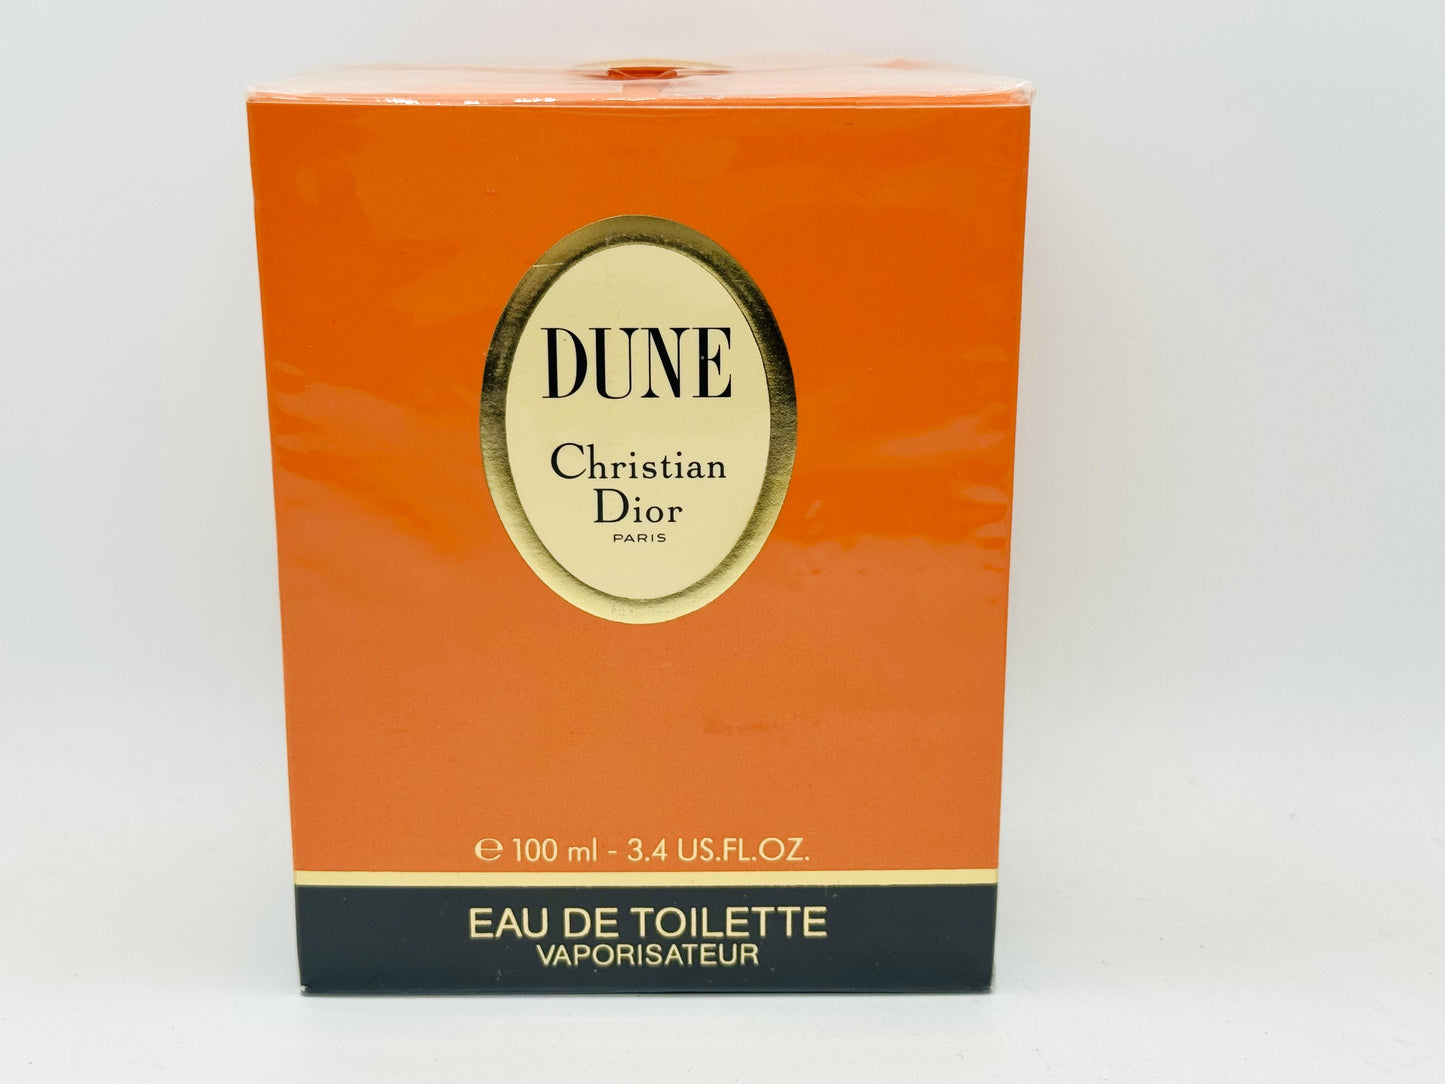 DUNE
Christian
Dior
PARIS
℮ 100 ml - 3.4 US.FL.OZ.
EAU DE TOILETTE
VAPORISATEUR